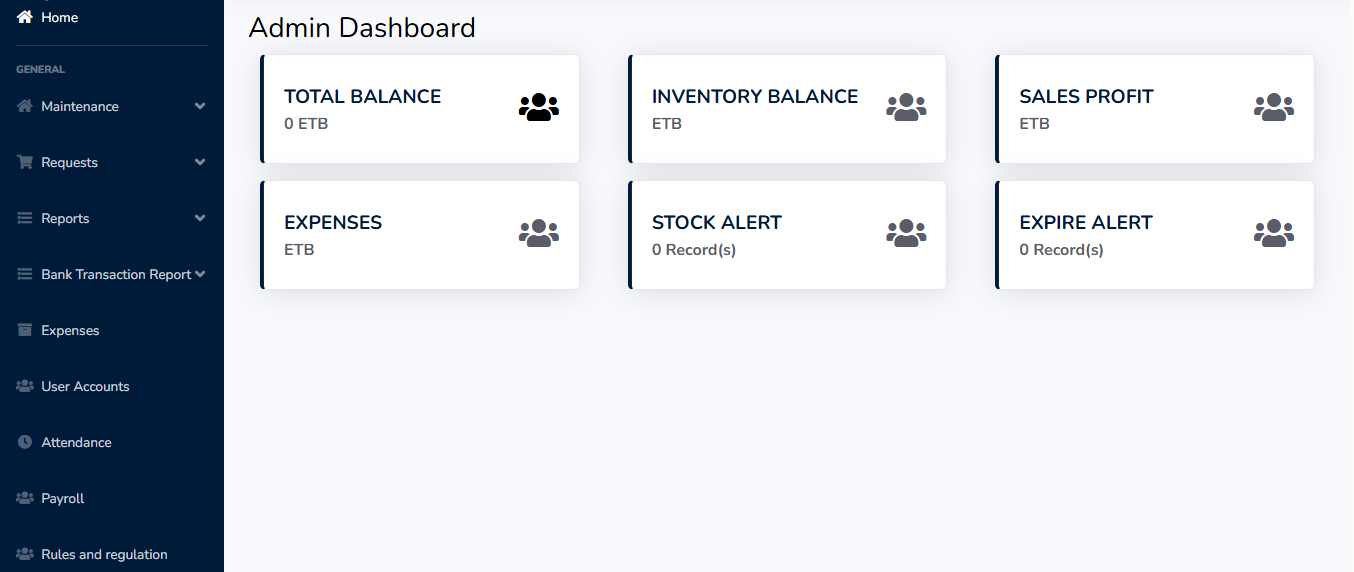 Home
GENERAL
Maintenance
Requests
Reports
Bank Transaction Report
Expenses
User Accounts
Attendance
Payroll
Rules and regulation
Admin Dashboard
TOTAL BALANCE
0 ETB
INVENTORY BALANCE
ETB
SALES PROFIT
ETB
EXPENSES
ETB
STOCK ALERT
0 Record(s)
EXPIRE ALERT
0 Record(s)